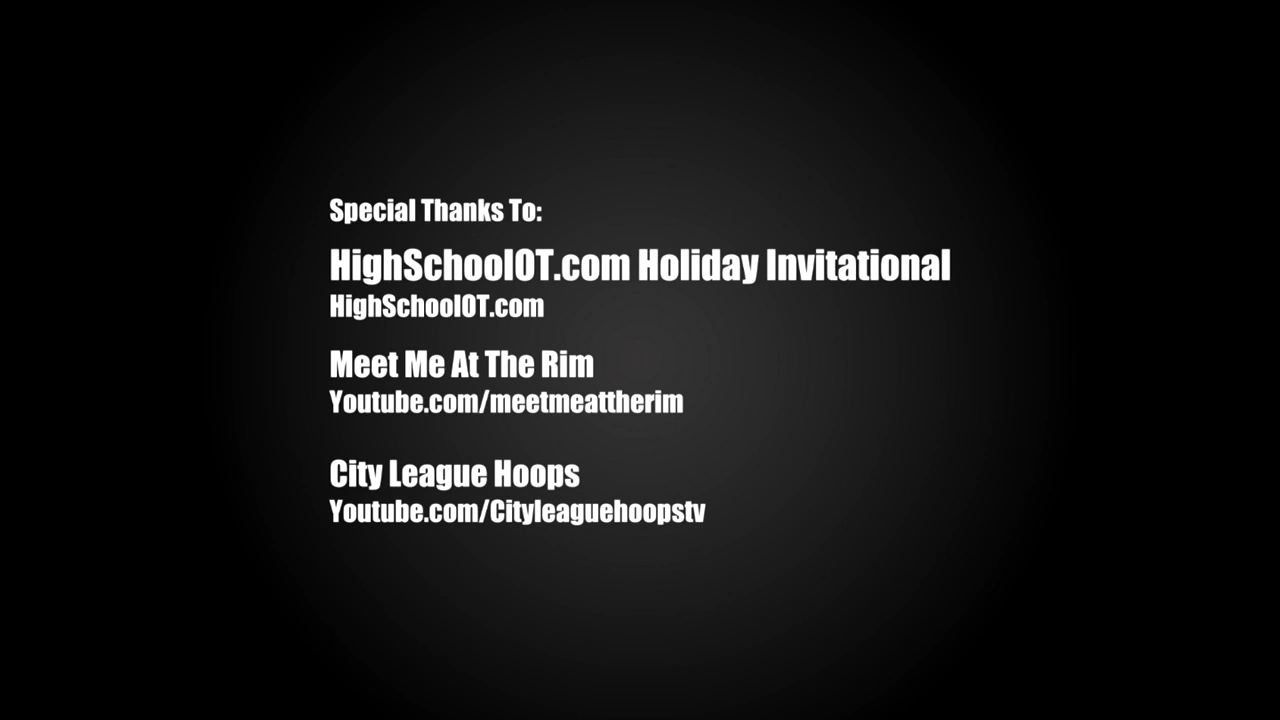 Special Thanks To:
HighSchoolOT.com Holiday Invitational
HighSchoolOT.com
Meet Me At The Rim
Youtube.com/meetmeattherim
City League Hoops
Youtube.com/Cityleaguehoopstv